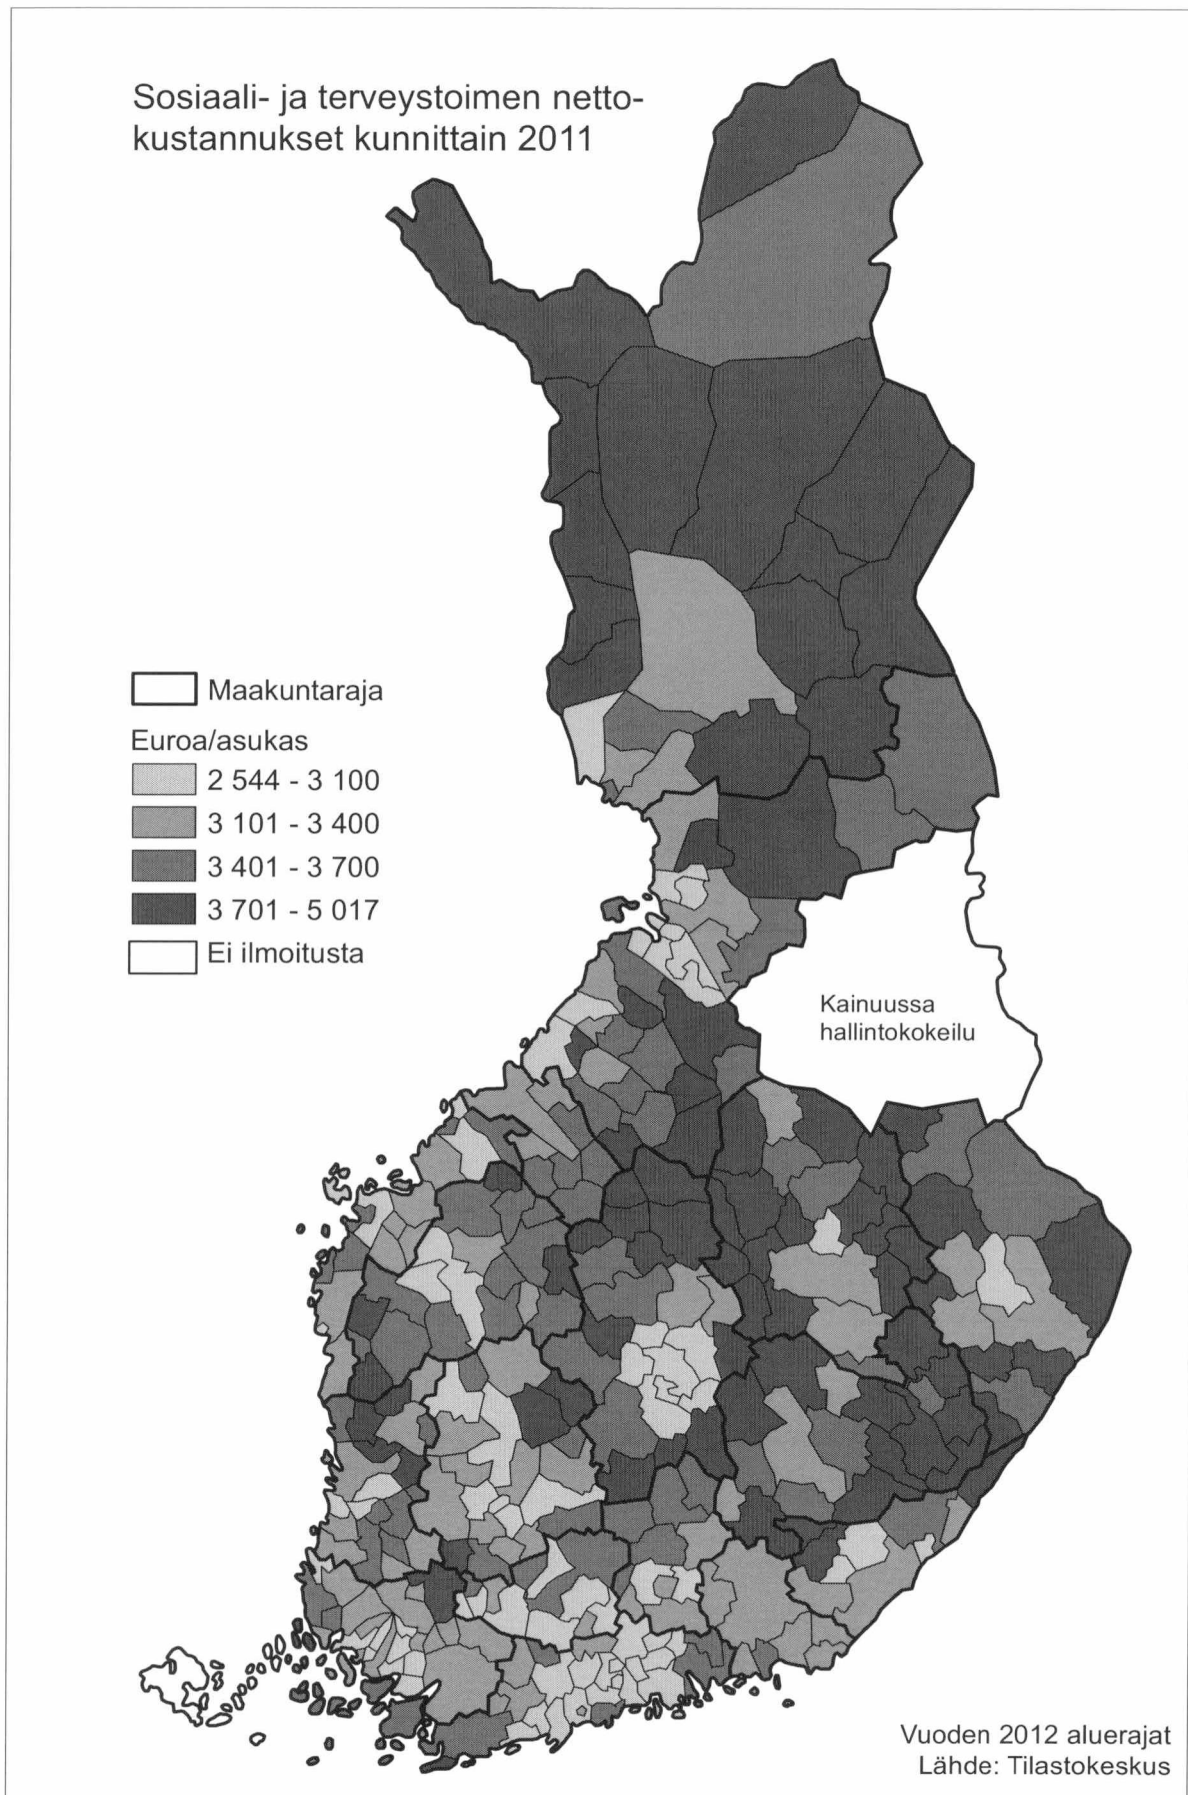 Sosiaali- ja terveystoimen netto-
kustannukset kunnittain 2011
Maakuntaraja
Euroa/asukas
2 544 - 3 100
3 101 - 3 400
3 401 - 3 700
3 701 - 5 017
Ei ilmoitusta
Kainuussa
hallintokokeilu
Vuoden 2012 aluerajat
Lähde: Tilastokeskus